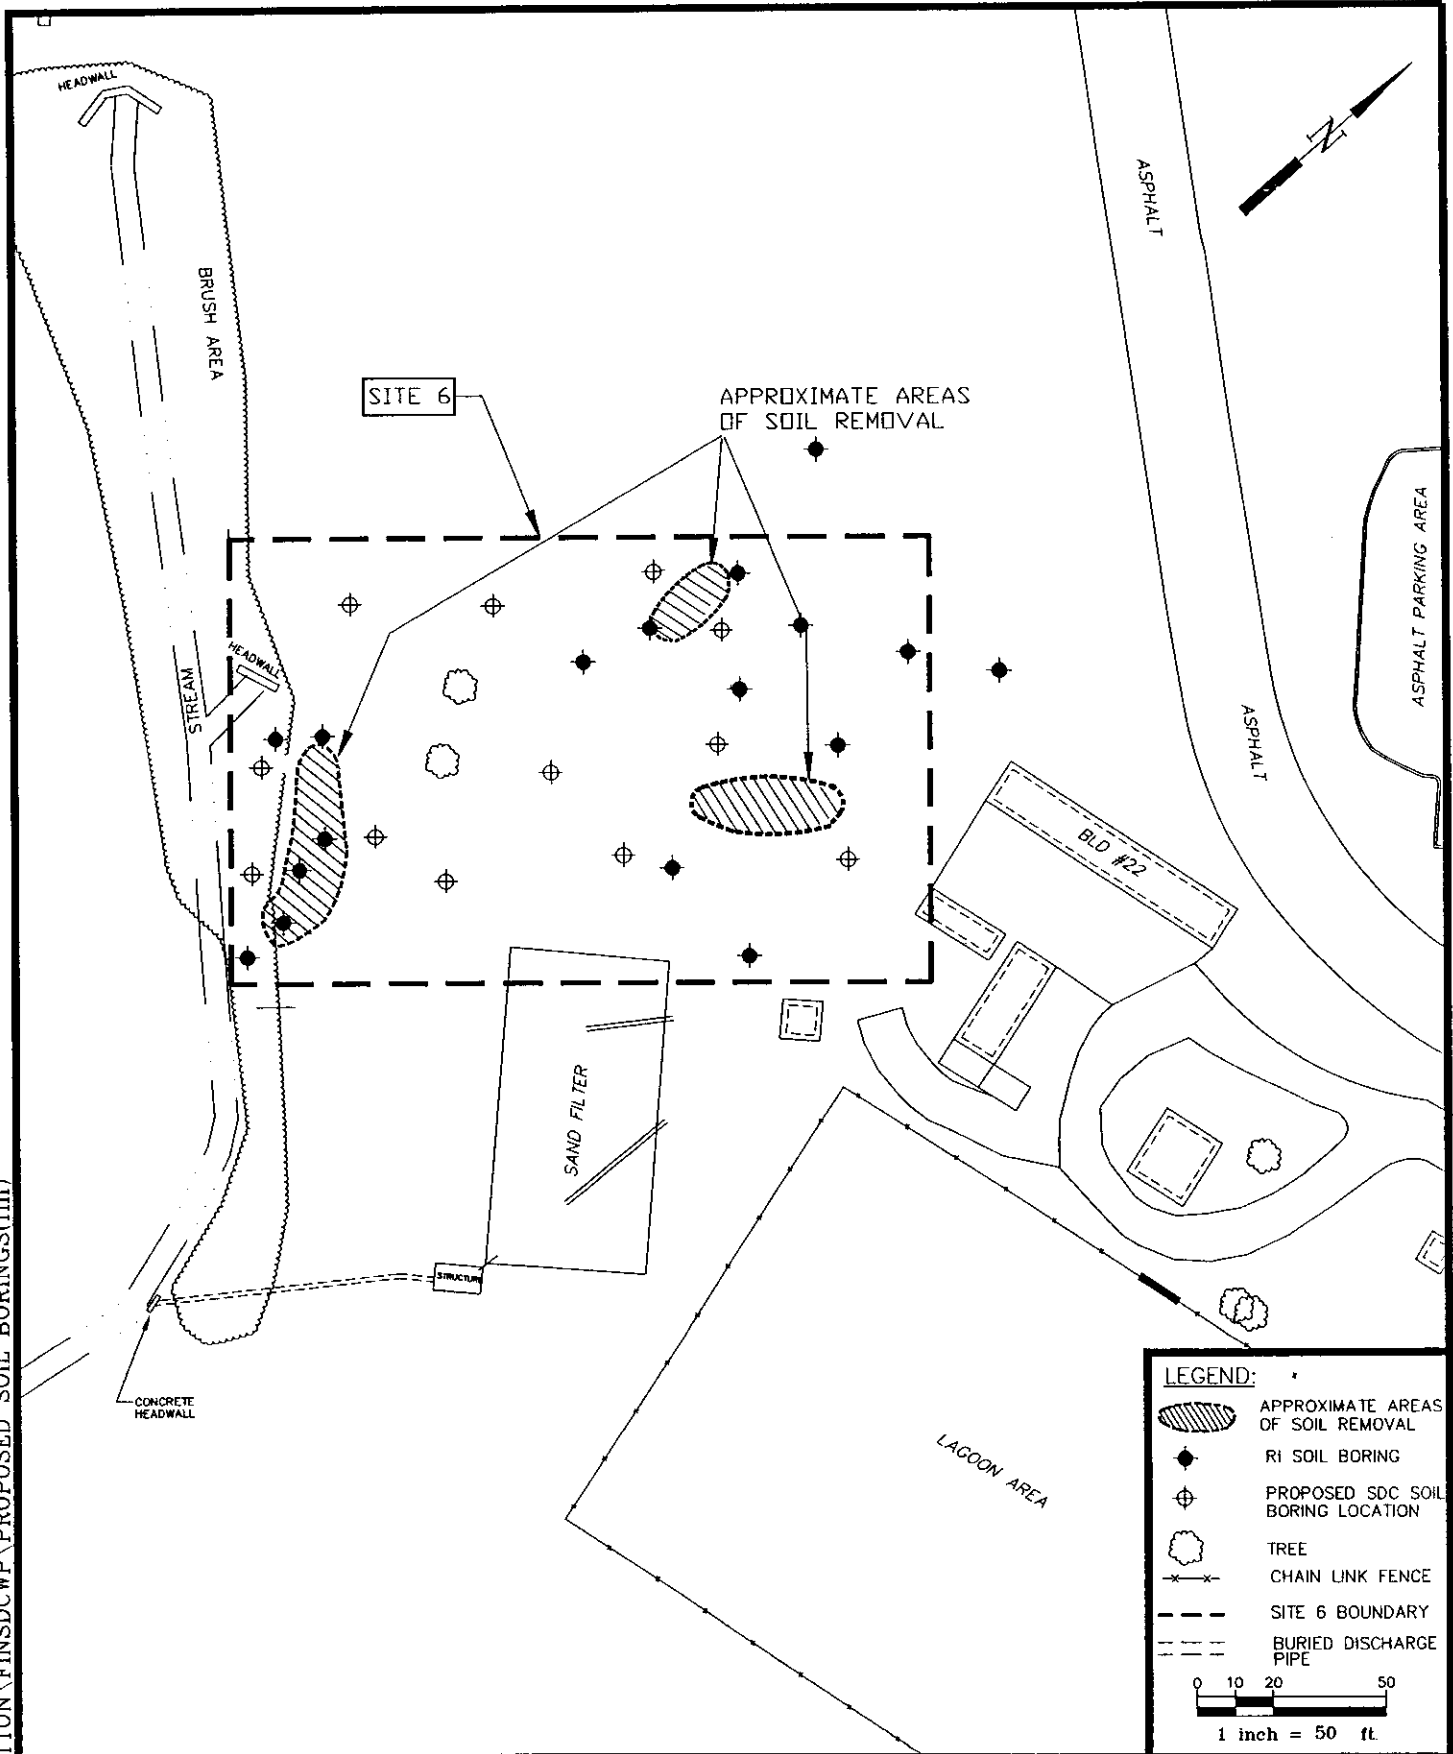 HEADWALL
N
ASPHALT
BRUSH AREA
SITE 6
APPROXIMATE AREAS
OF SOIL REMOVAL
ASPHALT PARKING AREA
HEADWALL
STREAM
ASPHALT
BLD #22
SAND FILTER
STRUCTURE
CONCRETE
HEADWALL
LAGOON AREA
LEGEND:
APPROXIMATE AREAS
OF SOIL REMOVAL
RI SOIL BORING
PROPOSED SDC SOIL
BORING LOCATION
TREE
CHAIN LINK FENCE
SITE 6 BOUNDARY
BURIED DISCHARGE
PIPE
0 10 20 50
1 inch = 50 ft.
PROPOSED SOIL BORINGS